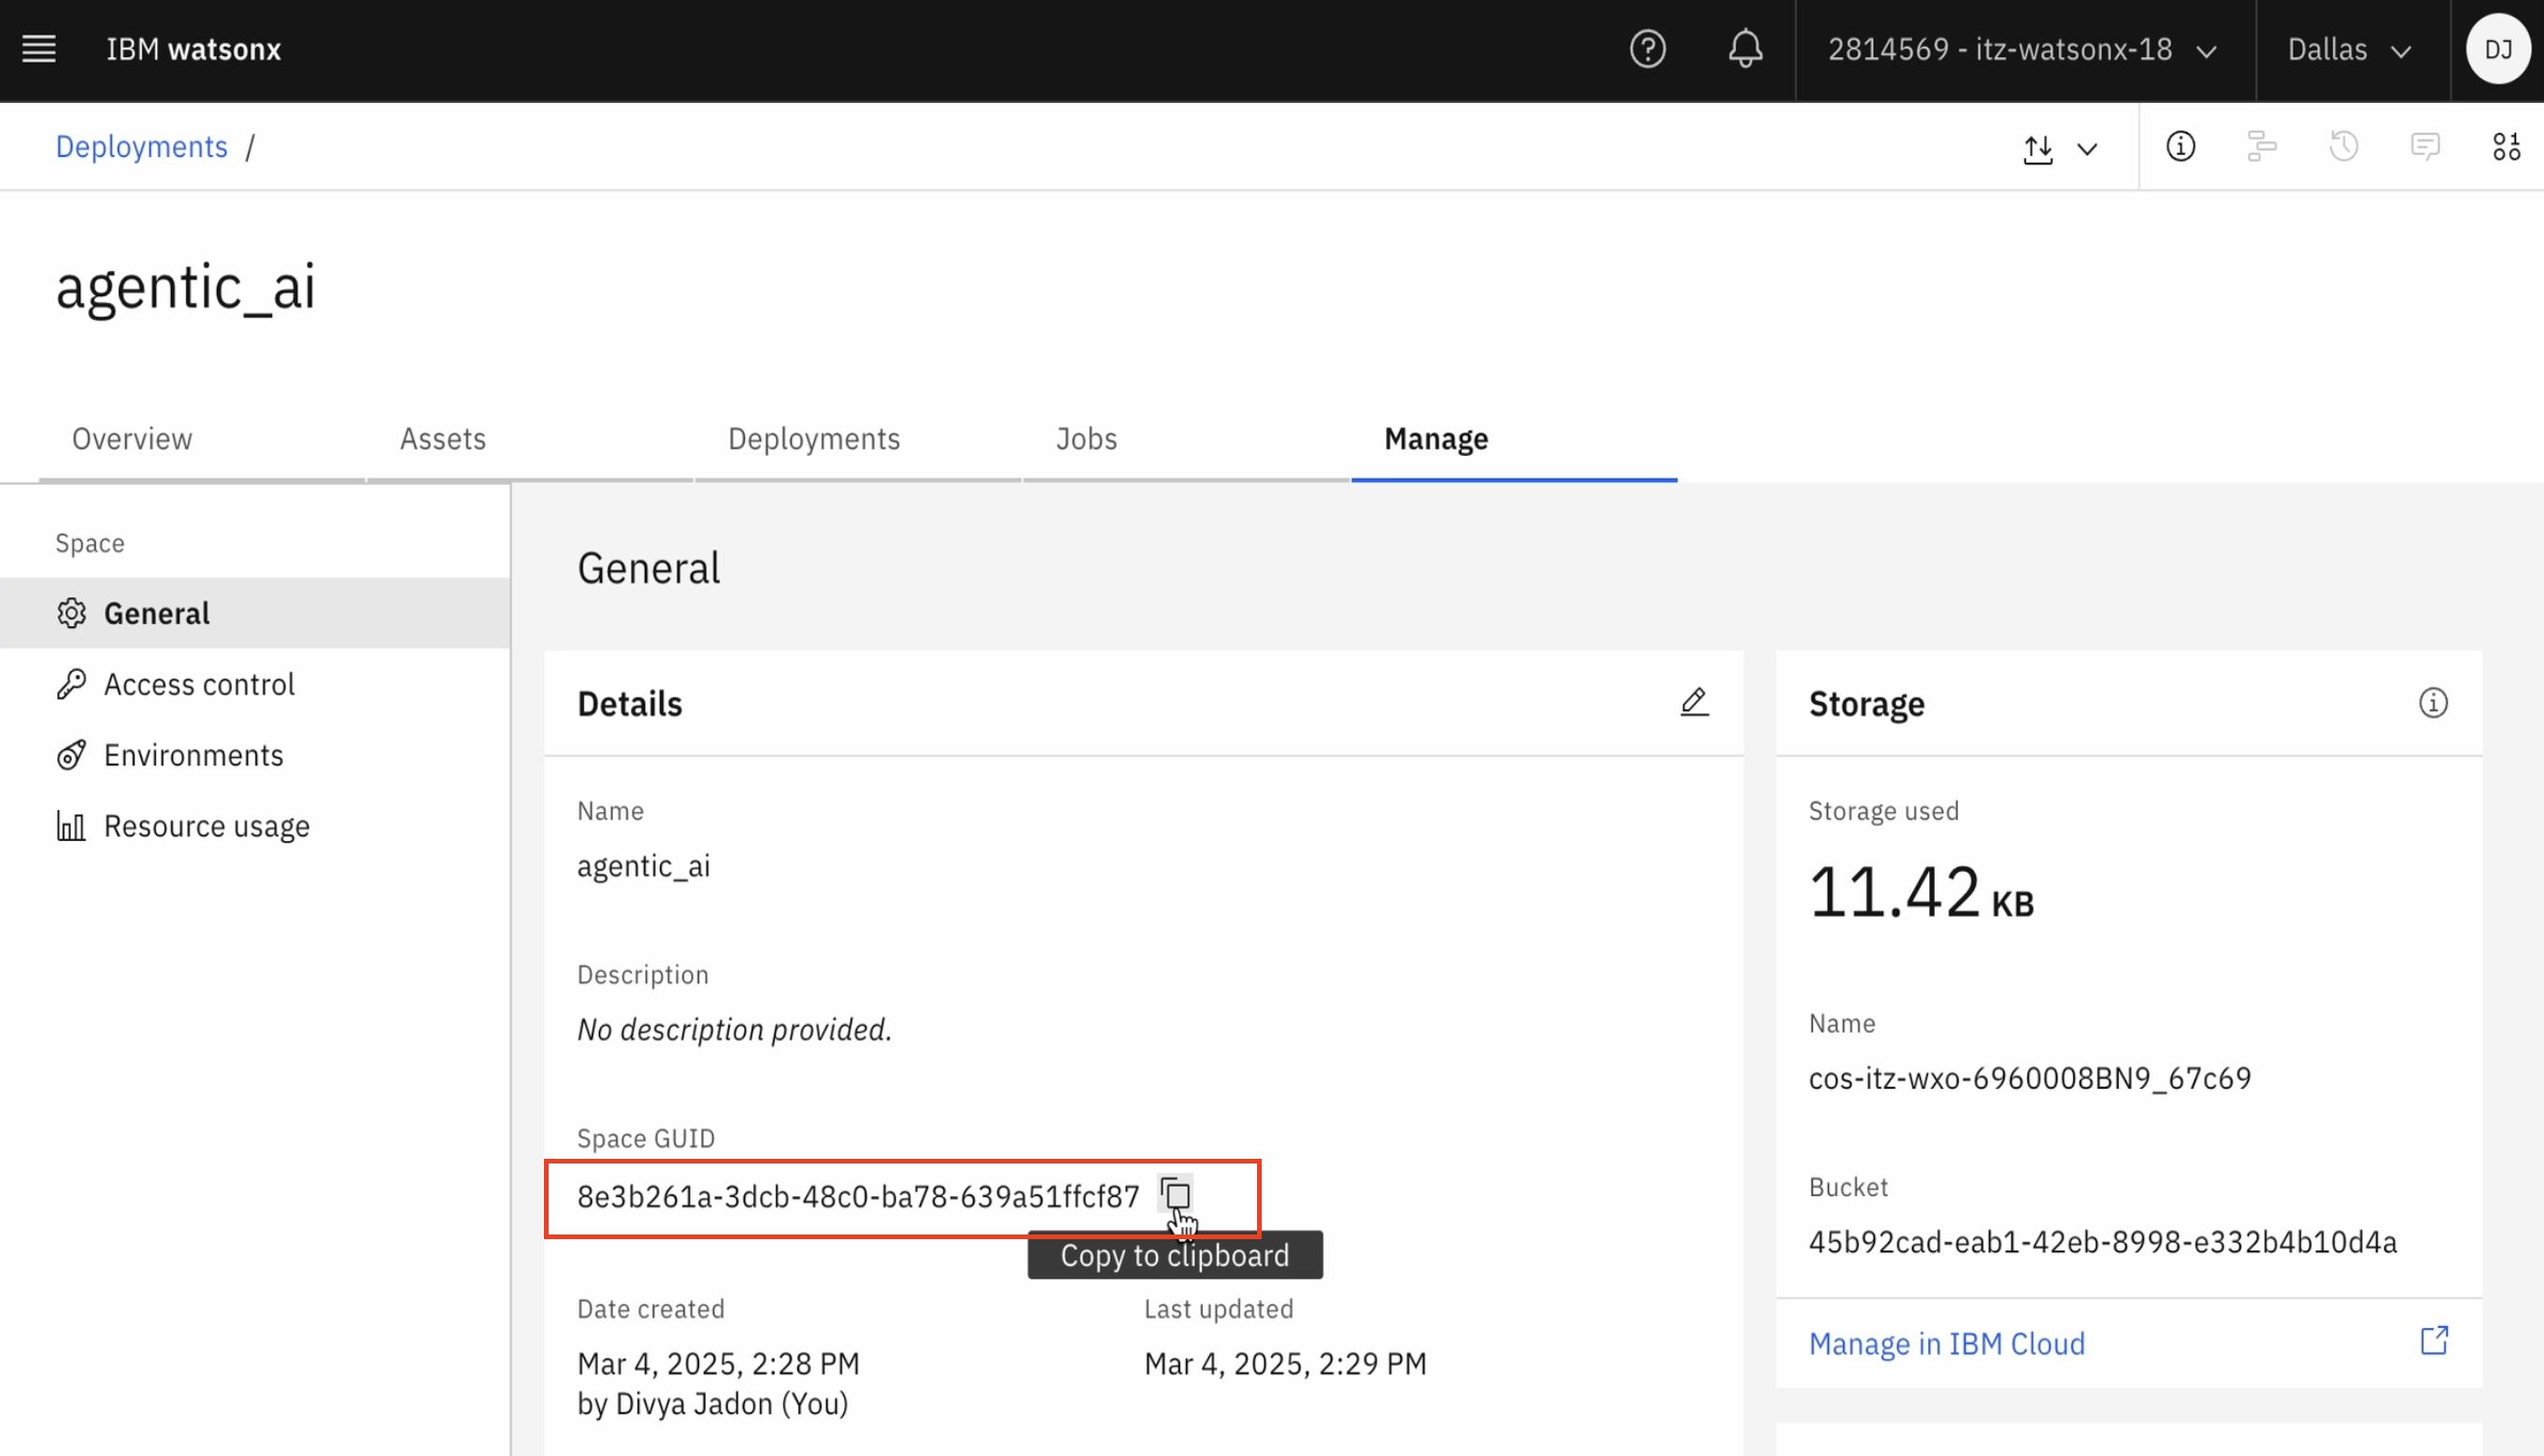 IBM watsonx
2814569 - itz-watsonx-18
Dallas
DJ
Deployments /
agentic_ai
Overview
Assets
Deployments
Jobs
Manage
Space
General
Access control
Environments
Resource usage
General
Details
Name
agentic_ai
Description
No description provided.
Space GUID
8e3b261a-3dcb-48c0-ba78-639a51ffcf87
Copy to clipboard
Date created
Mar 4, 2025, 2:28 PM
by Divya Jadon (You)
Last updated
Mar 4, 2025, 2:29 PM
Storage
Storage used
11.42 KB
Name
cos-itz-wxo-6960008BN9_67c69
Bucket
45b92cad-eab1-42eb-8998-e332b4b10d4a
Manage in IBM Cloud